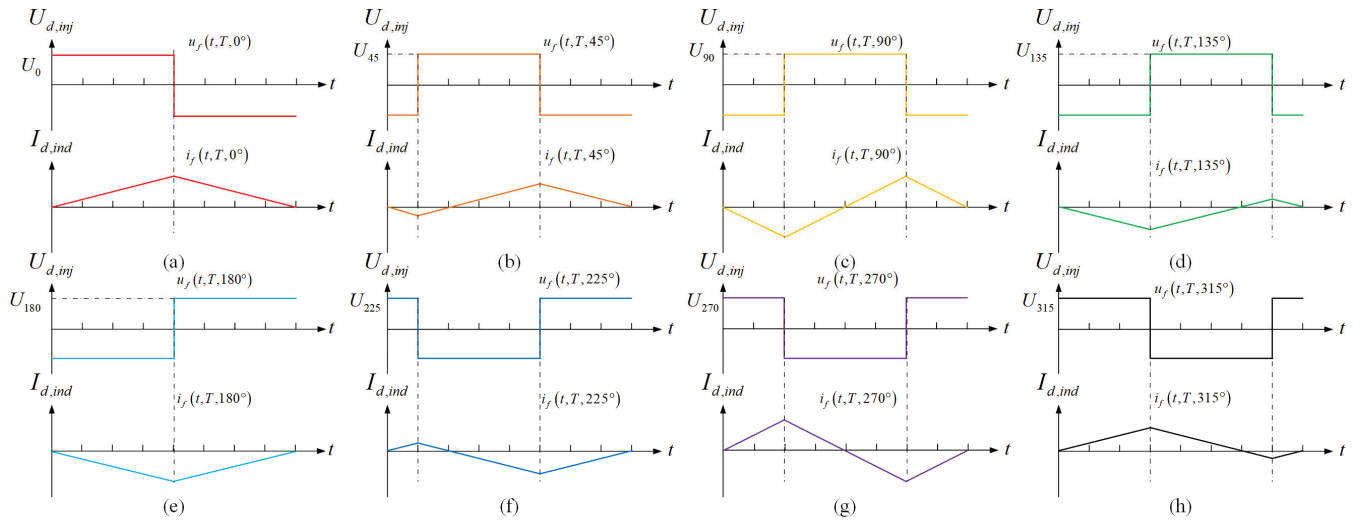 U_{d,inj}
u_f(t,T,0°)
U_0
t
I_{d,ind}
i_f(t,T,0°)
t
(a)
U_{d,inj}
u_f(t,T,45°)
U_{45}
t
I_{d,ind}
i_f(t,T,45°)
t
(b)
U_{d,inj}
u_f(t,T,90°)
U_{90}
t
I_{d,ind}
i_f(t,T,90°)
t
(c)
U_{d,inj}
u_f(t,T,135°)
U_{135}
t
I_{d,ind}
i_f(t,T,135°)
t
(d)
U_{d,inj}
u_f(t,T,180°)
U_{180}
t
I_{d,ind}
i_f(t,T,180°)
t
(e)
U_{d,inj}
u_f(t,T,225°)
U_{225}
t
I_{d,ind}
i_f(t,T,225°)
t
(f)
U_{d,inj}
u_f(t,T,270°)
U_{270}
t
I_{d,ind}
i_f(t,T,270°)
t
(g)
U_{d,inj}
u_f(t,T,315°)
U_{315}
t
I_{d,ind}
i_f(t,T,315°)
t
(h)